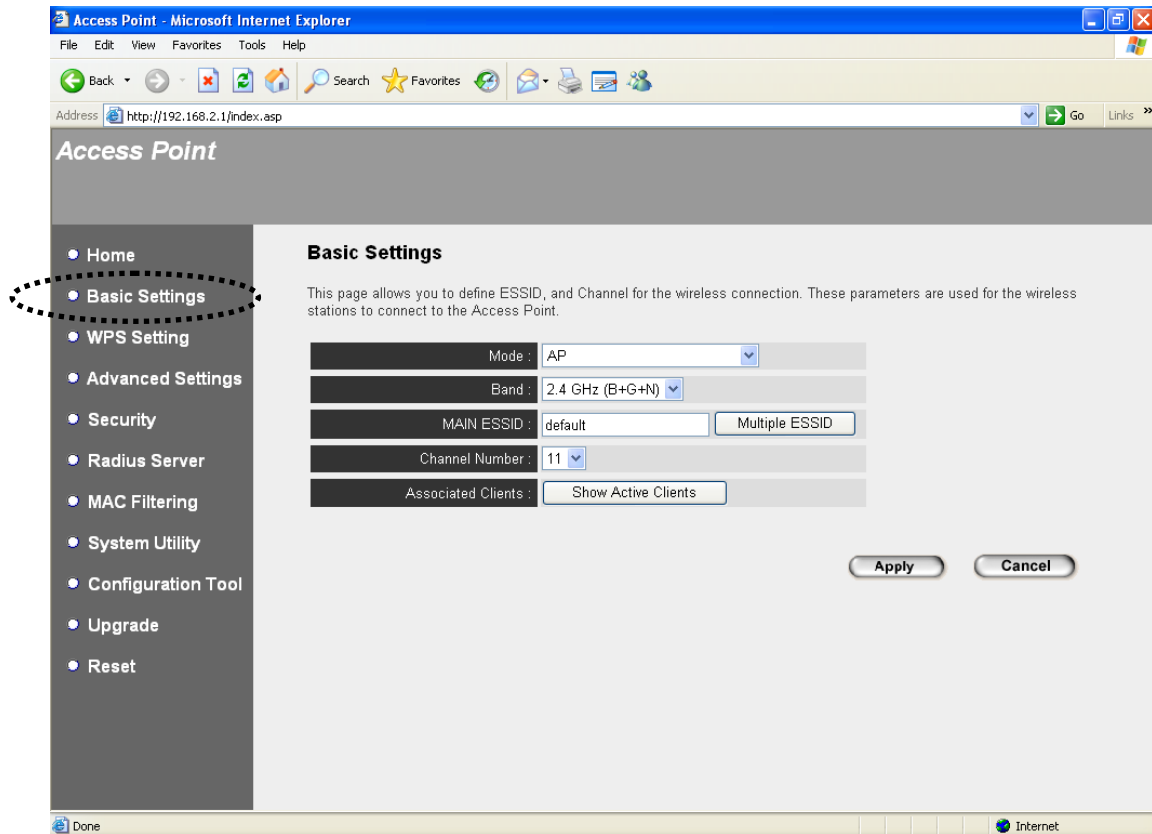 Access Point - Microsoft Internet Explorer
File Edit View Favorites Tools Help
Back Search Favorites
Address http://192.168.2.1/index.asp Go Links »
Access Point
Home
Basic Settings
WPS Setting
Advanced Settings
Security
Radius Server
MAC Filtering
System Utility
Configuration Tool
Upgrade
Reset
Basic Settings
This page allows you to define ESSID, and Channel for the wireless connection. These parameters are used for the wireless
stations to connect to the Access Point.
Mode : AP
Band : 2.4 GHz (B+G+N)
MAIN ESSID : default Multiple ESSID
Channel Number : 11
Associated Clients : Show Active Clients
Apply Cancel
Done Internet